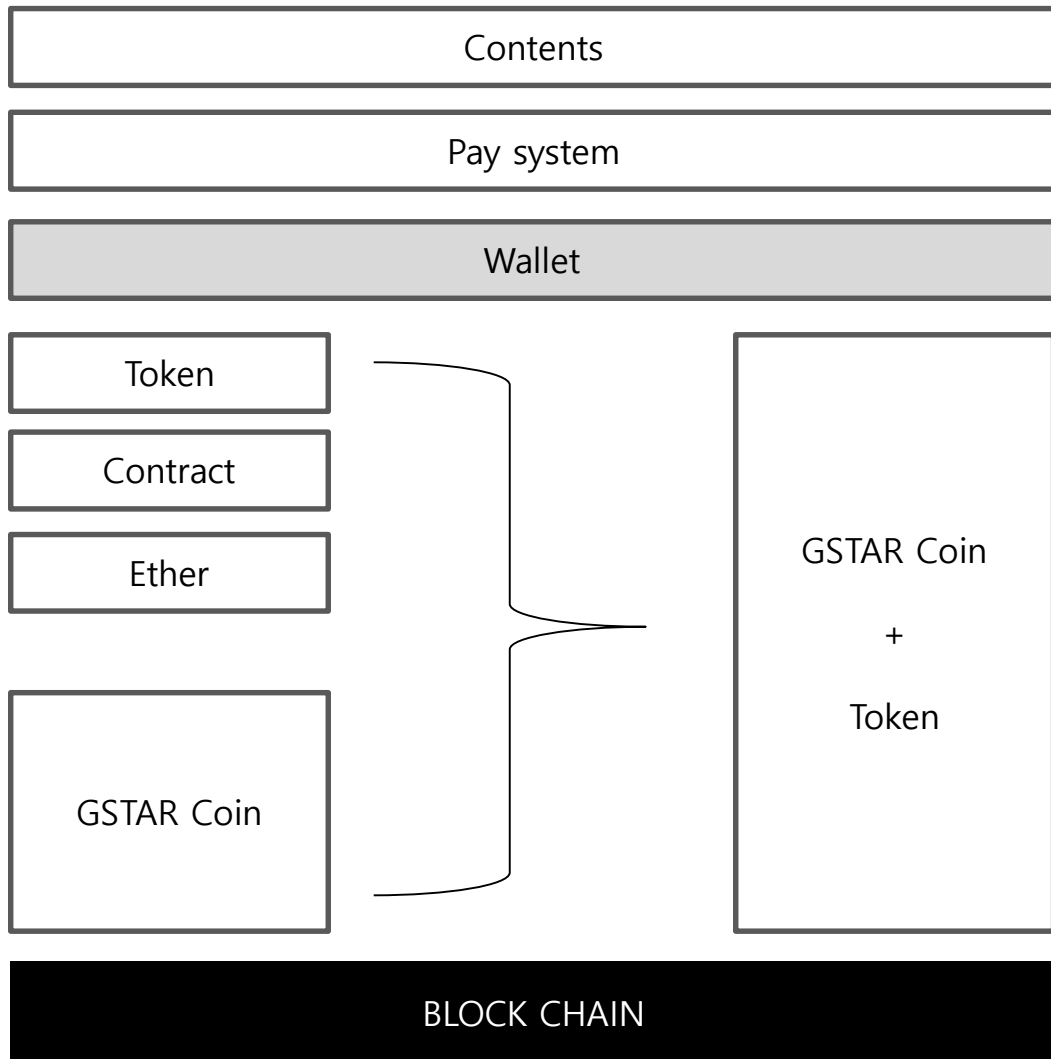 Contents
Pay system
Wallet
Token
Contract
Ether
GSTAR Coin
GSTAR Coin
+
Token
BLOCK CHAIN